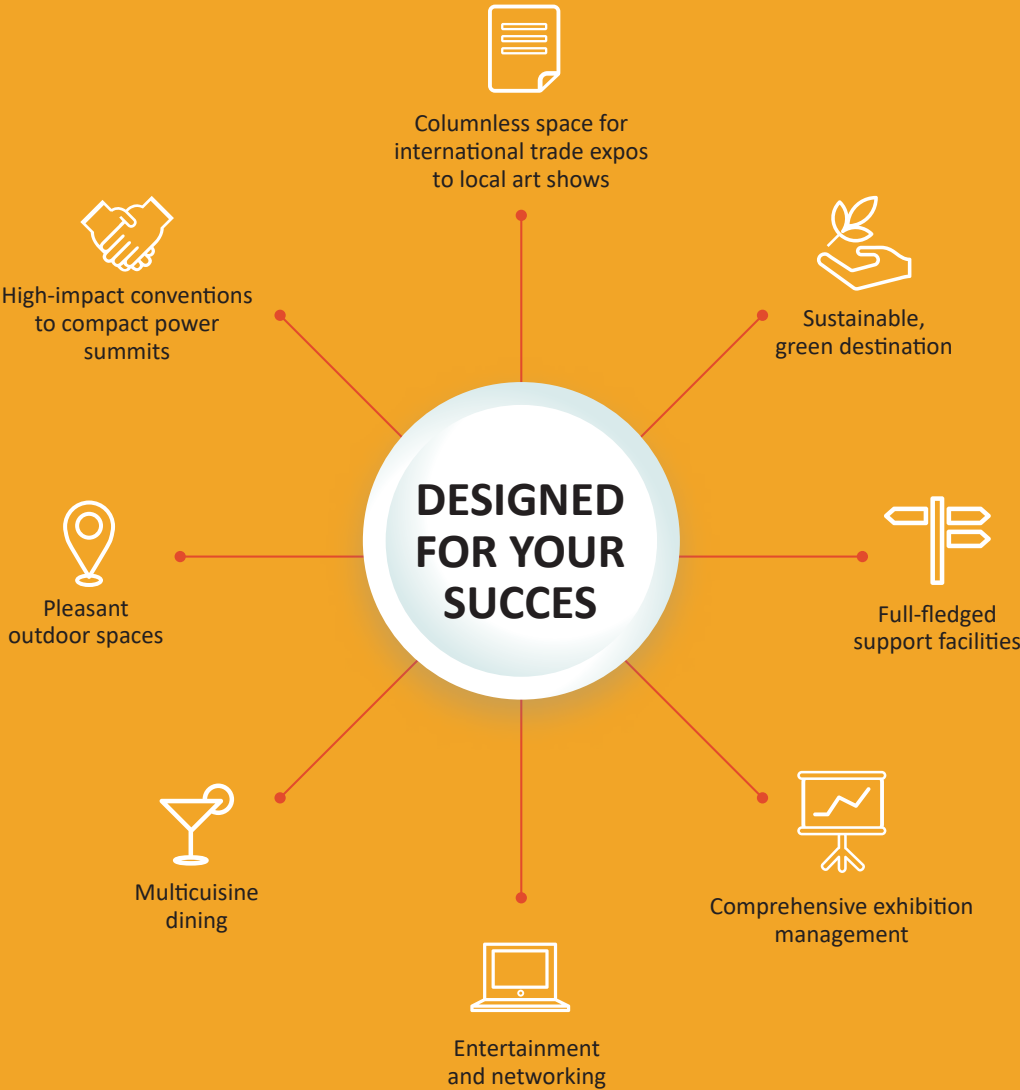 Columnless space for
international trade expos
to local art shows
High-impact conventions
to compact power
summits
Sustainable,
green destination
DESIGNED
FOR YOUR
SUCCES
Pleasant
outdoor spaces
Full-fledged
support facilities
Multicuisine
dining
Comprehensive exhibition
management
Entertainment
and networking